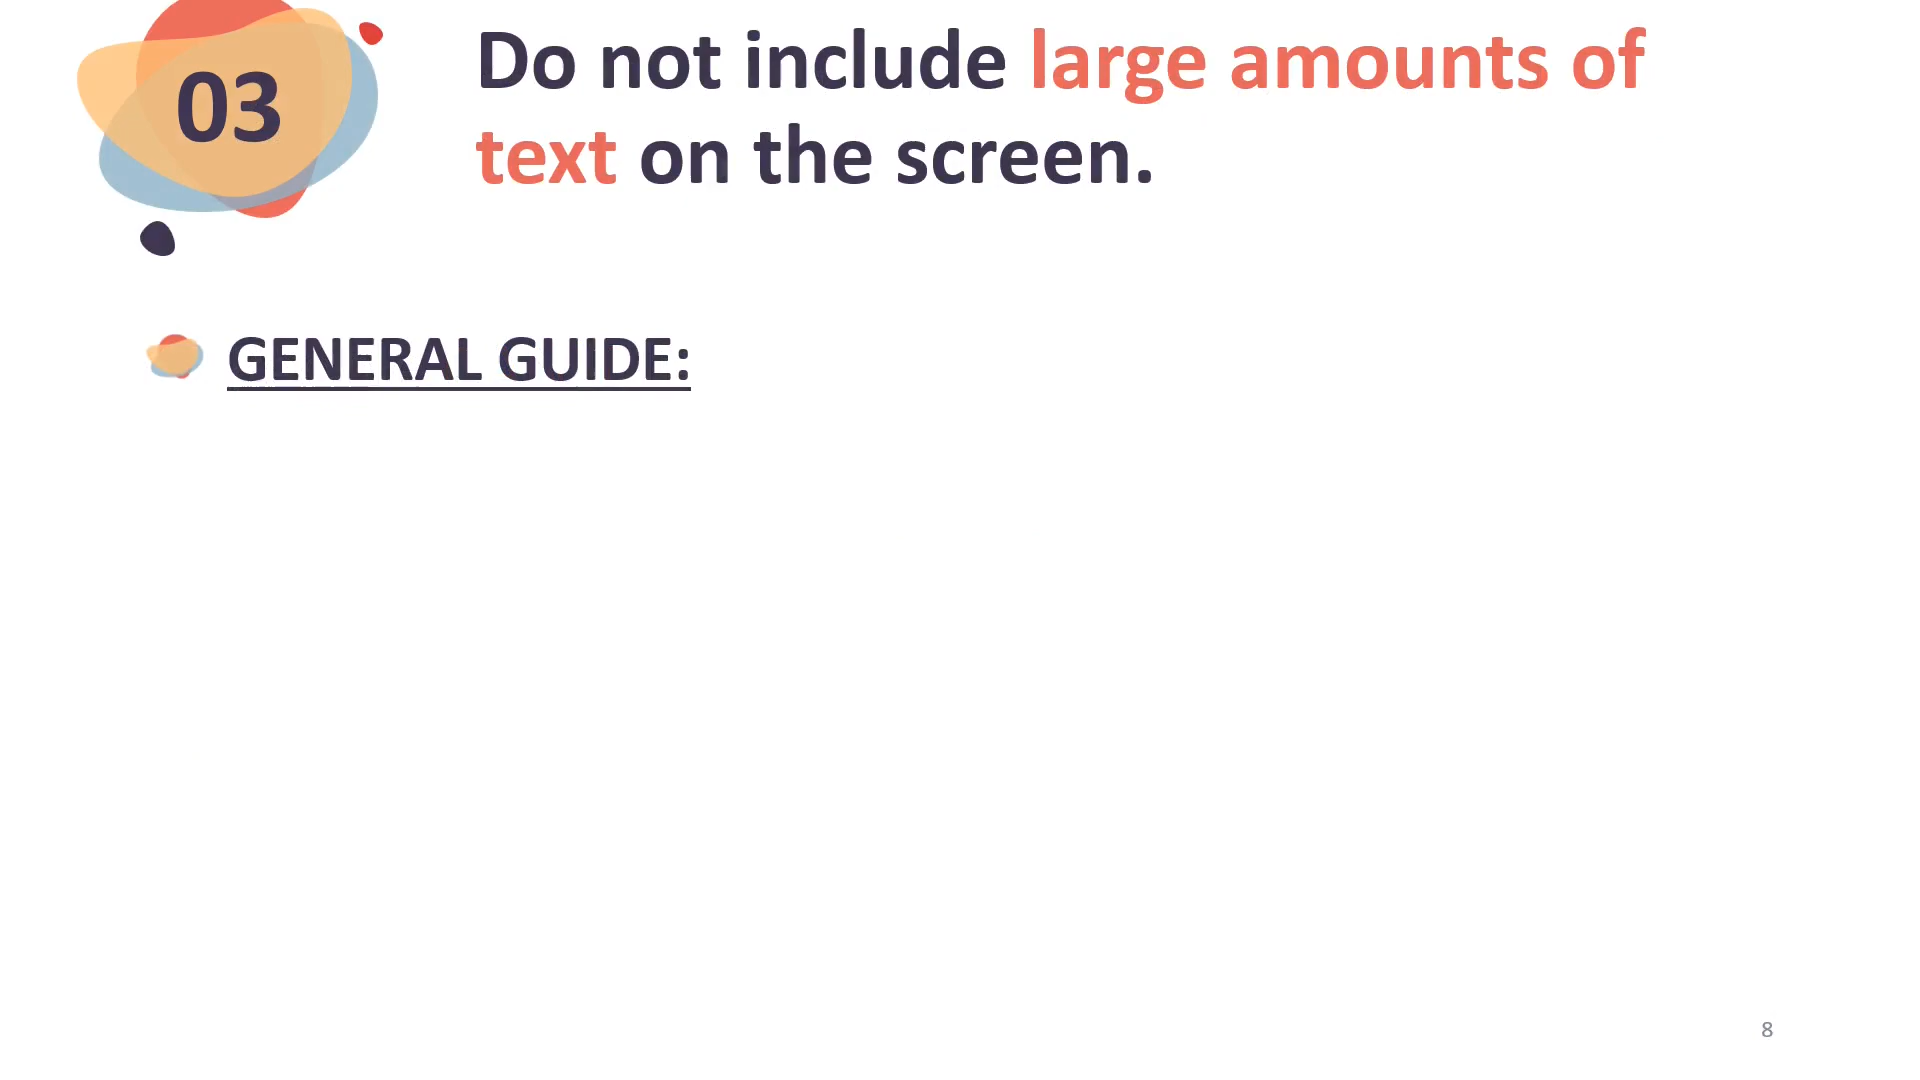 03
Do not include large amounts of
text on the screen.
GENERAL GUIDE:
8